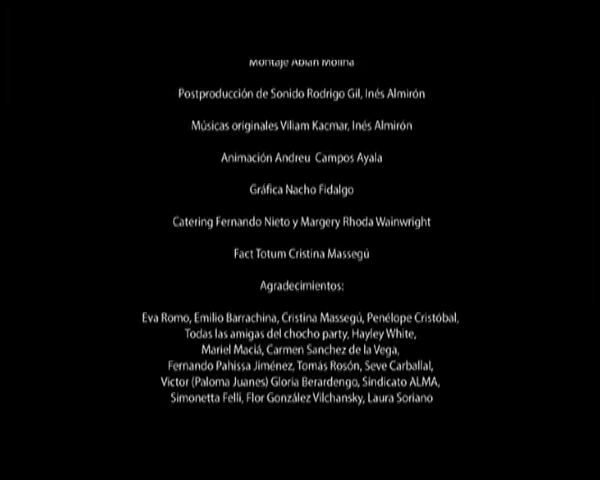 Montaje Abian Molina
Postproducción de Sonido Rodrigo Gil, Inés Almirón
Músicas originales Viliam Kacmar, Inés Almirón
Animación Andreu Campos Ayala
Gráfica Nacho Fidalgo
Catering Fernando Nieto y Margery Rhoda Wainwright
Fact Totum Cristina Massegú
Agradecimientos:
Eva Romo, Emilio Barrachina, Cristina Massegú, Penélope Cristóbal,
Todas las amigas del chocho party, Hayley White,
Mariel Maciá, Carmen Sanchez de la Vega,
Fernando Pahissa Jiménez, Tomás Rosón, Seve Carballal,
Victor (Paloma Juanes) Gloria Berardengo, Sindicato ALMA,
Simonetta Felli, Flor González Vilchansky, Laura Soriano